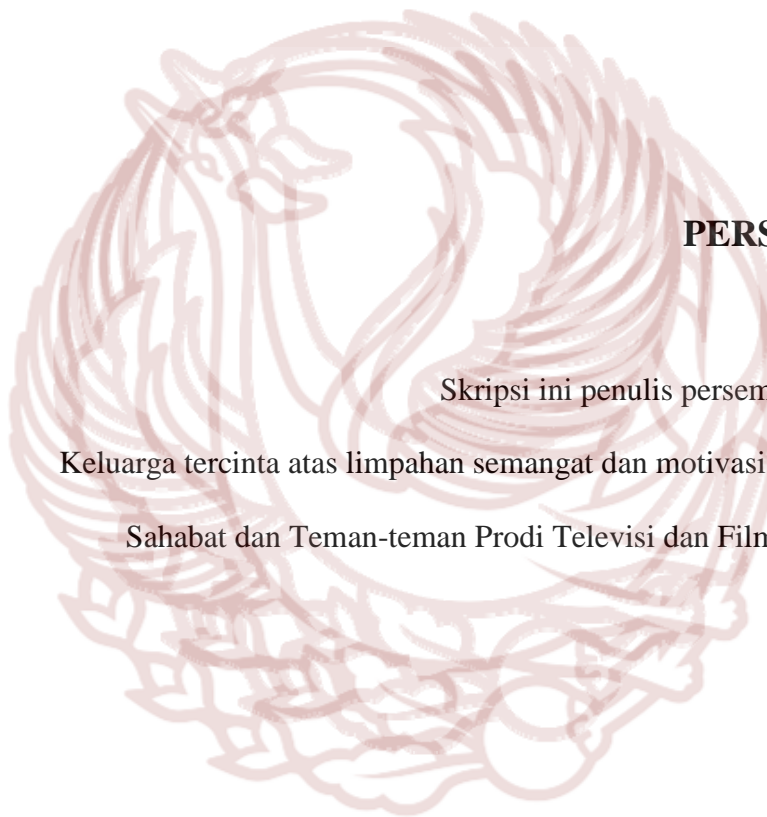 PERS
Skripsi ini penulis persem
Keluarga tercinta atas limpahan semangat dan motivasi
Sahabat dan Teman-teman Prodi Televisi dan Film